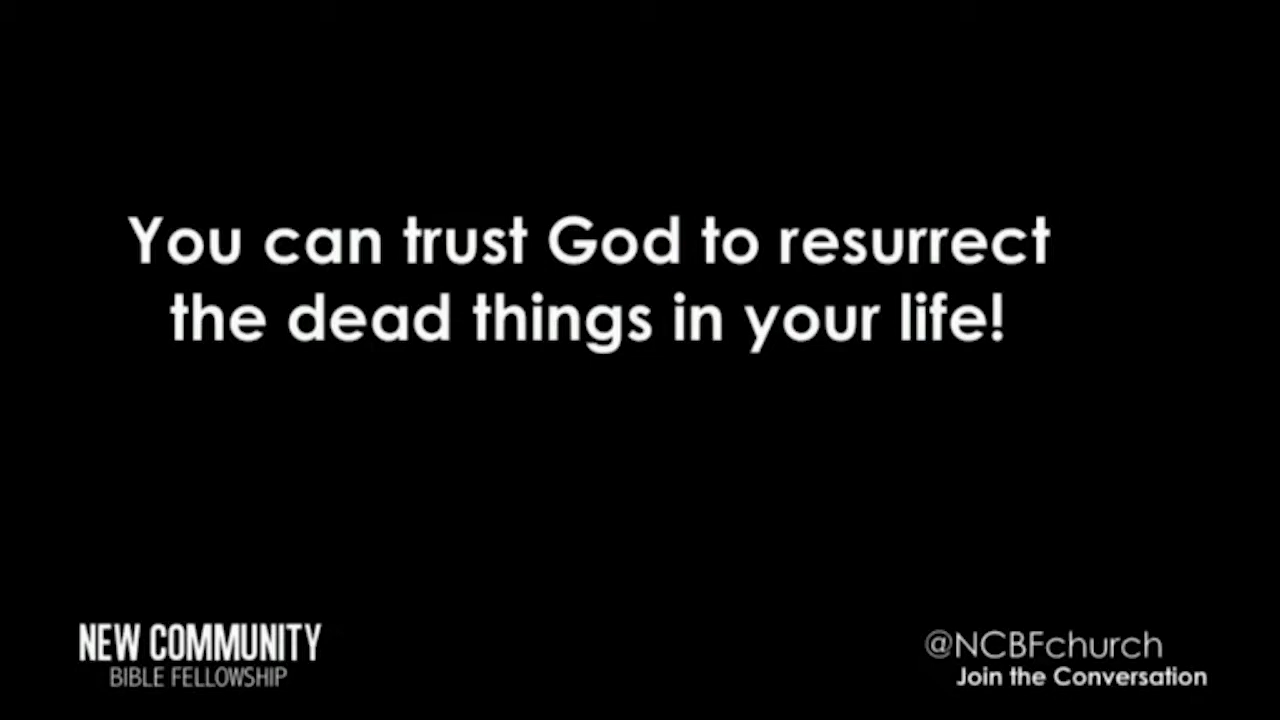 You can trust God to resurrect
the dead things in your life!
NEW COMMUNITY
BIBLE FELLOWSHIP
@NCBFchurch
Join the Conversation